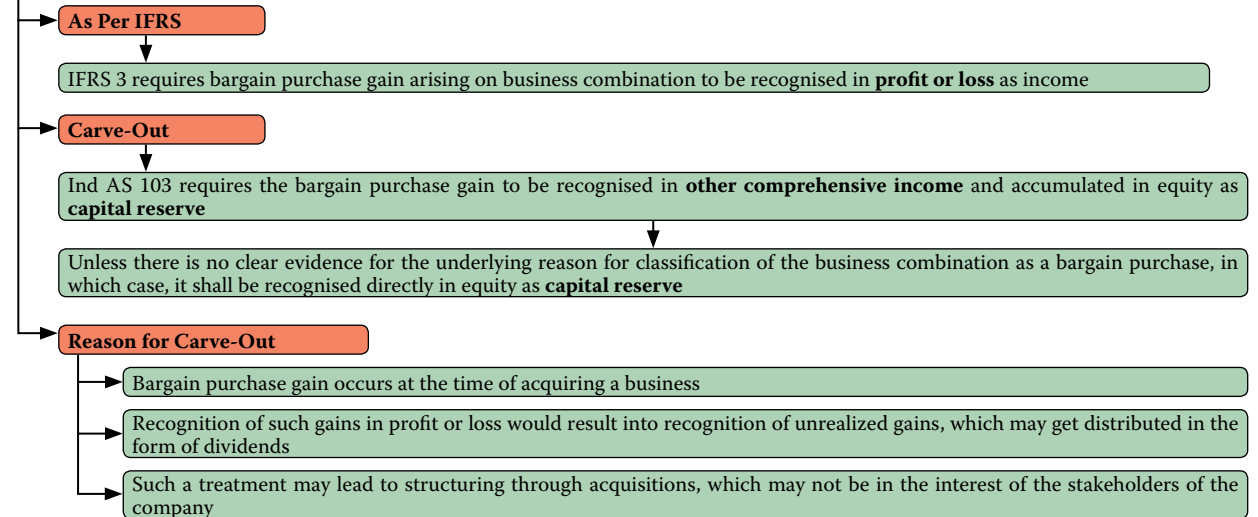 As Per IFRS
IFRS 3 requires bargain purchase gain arising on business combination to be recognised in profit or loss as income
Carve-Out
Ind AS 103 requires the bargain purchase gain to be recognised in other comprehensive income and accumulated in equity as
capital reserve
Unless there is no clear evidence for the underlying reason for classification of the business combination as a bargain purchase, in
which case, it shall be recognised directly in equity as capital reserve
Reason for Carve-Out
Bargain purchase gain occurs at the time of acquiring a business
Recognition of such gains in profit or loss would result into recognition of unrealized gains, which may get distributed in the
form of dividends
Such a treatment may lead to structuring through acquisitions, which may not be in the interest of the stakeholders of the
company